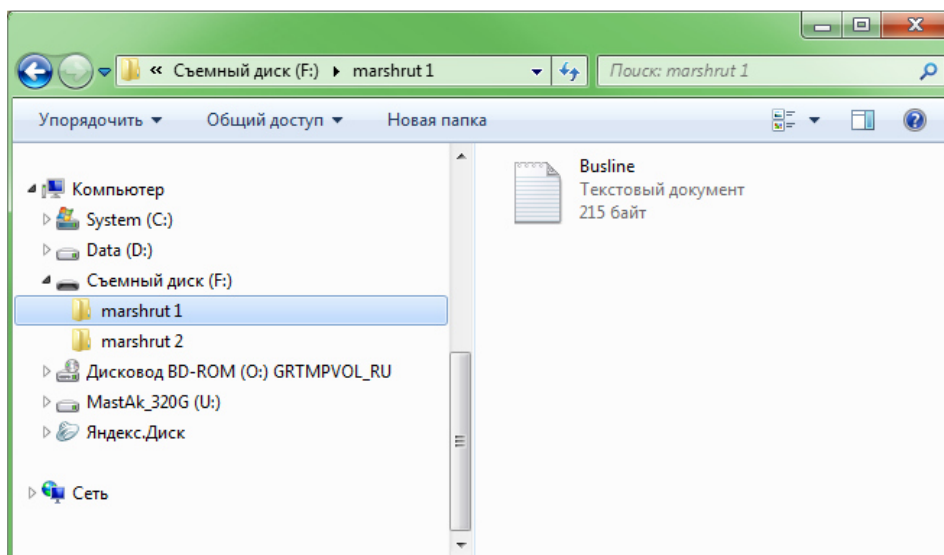 « Съемный диск (F:) ▸ marshrut 1
Поиск: marshrut 1
Упорядочить Общий доступ Новая папка
Компьютер
System (C:)
Data (D:)
Съемный диск (F:)
marshrut 1
marshrut 2
Дисковод BD-ROM (O:) GRTMPVOL_RU
MastAk_320G (U:)
Яндекс.Диск
Сеть
Busline
Текстовый документ
215 байт